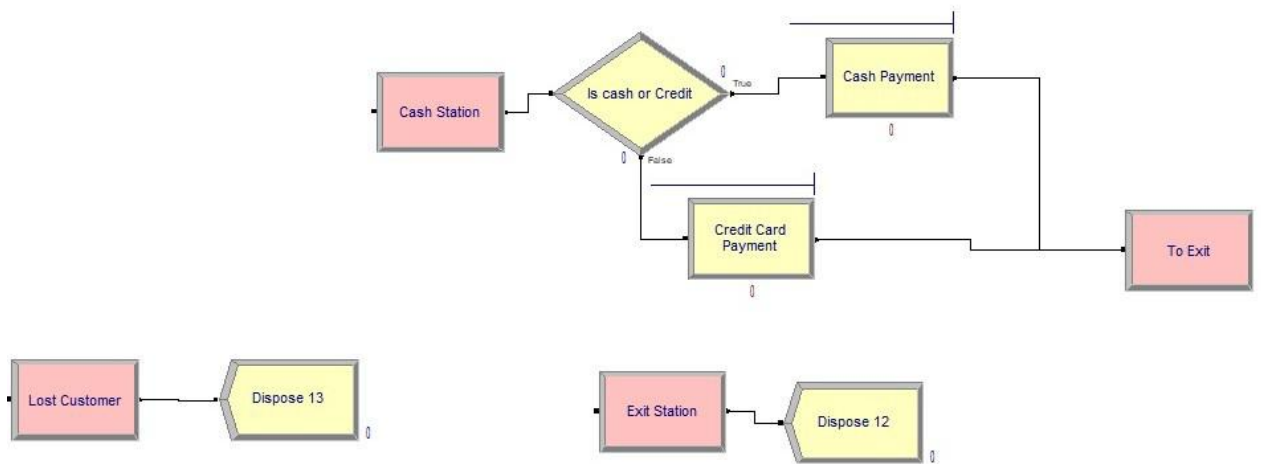 Cash Station
Is cash or Credit
0
True
Cash Payment
0
0
False
Credit Card
Payment
0
To Exit
Lost Customer
Dispose 13
0
Exit Station
Dispose 12
0